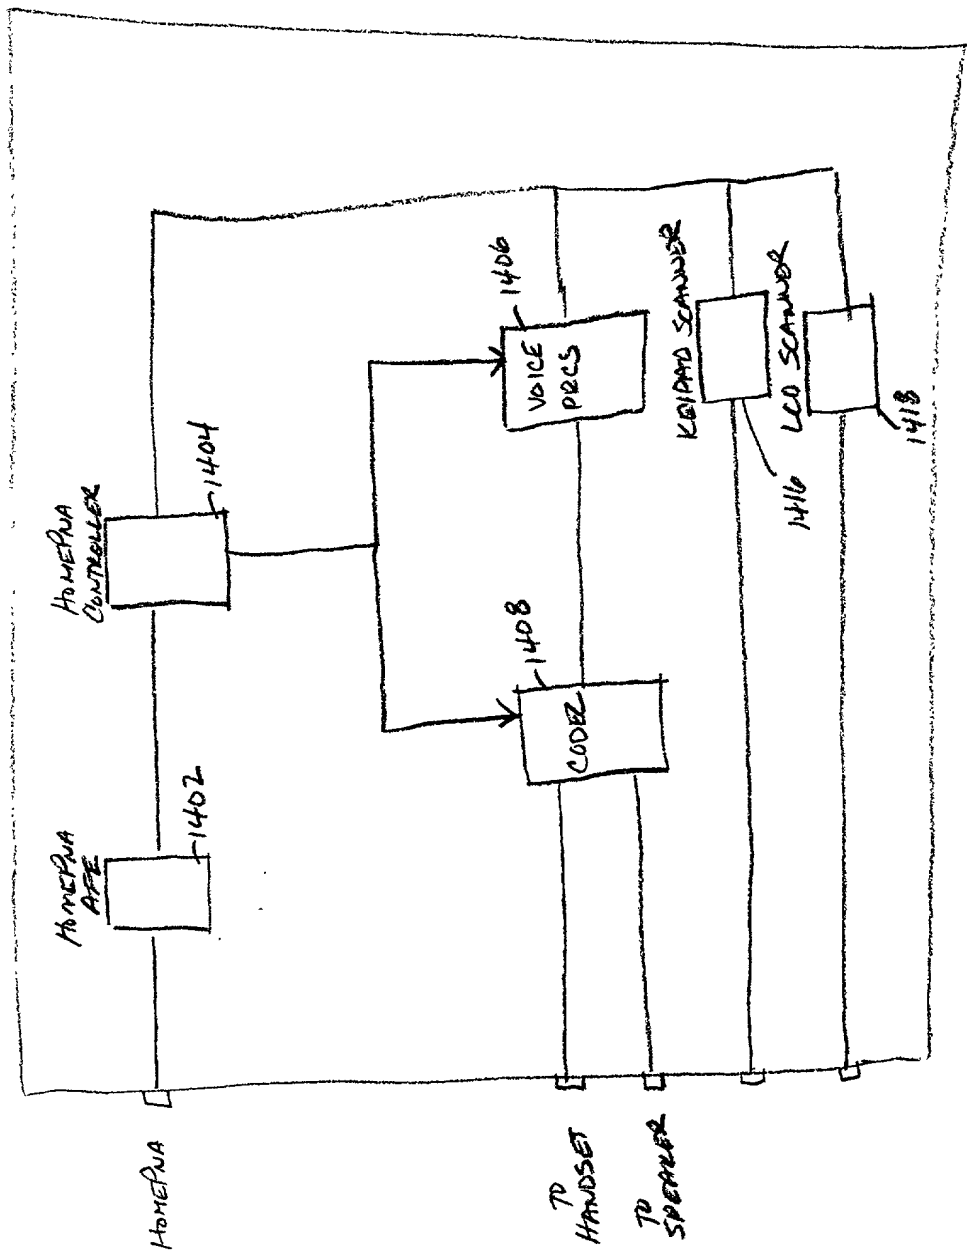 HOMEPNA
HOMEPNA
AFE
1402
HOMEPNA
CONTROLLER
1404
TO
HANDSET
TO
SPEAKER
CODEC
1408
VOICE
PRCS
1406
KEYPAD SCANNER
1416
LCD SCANNER
1418